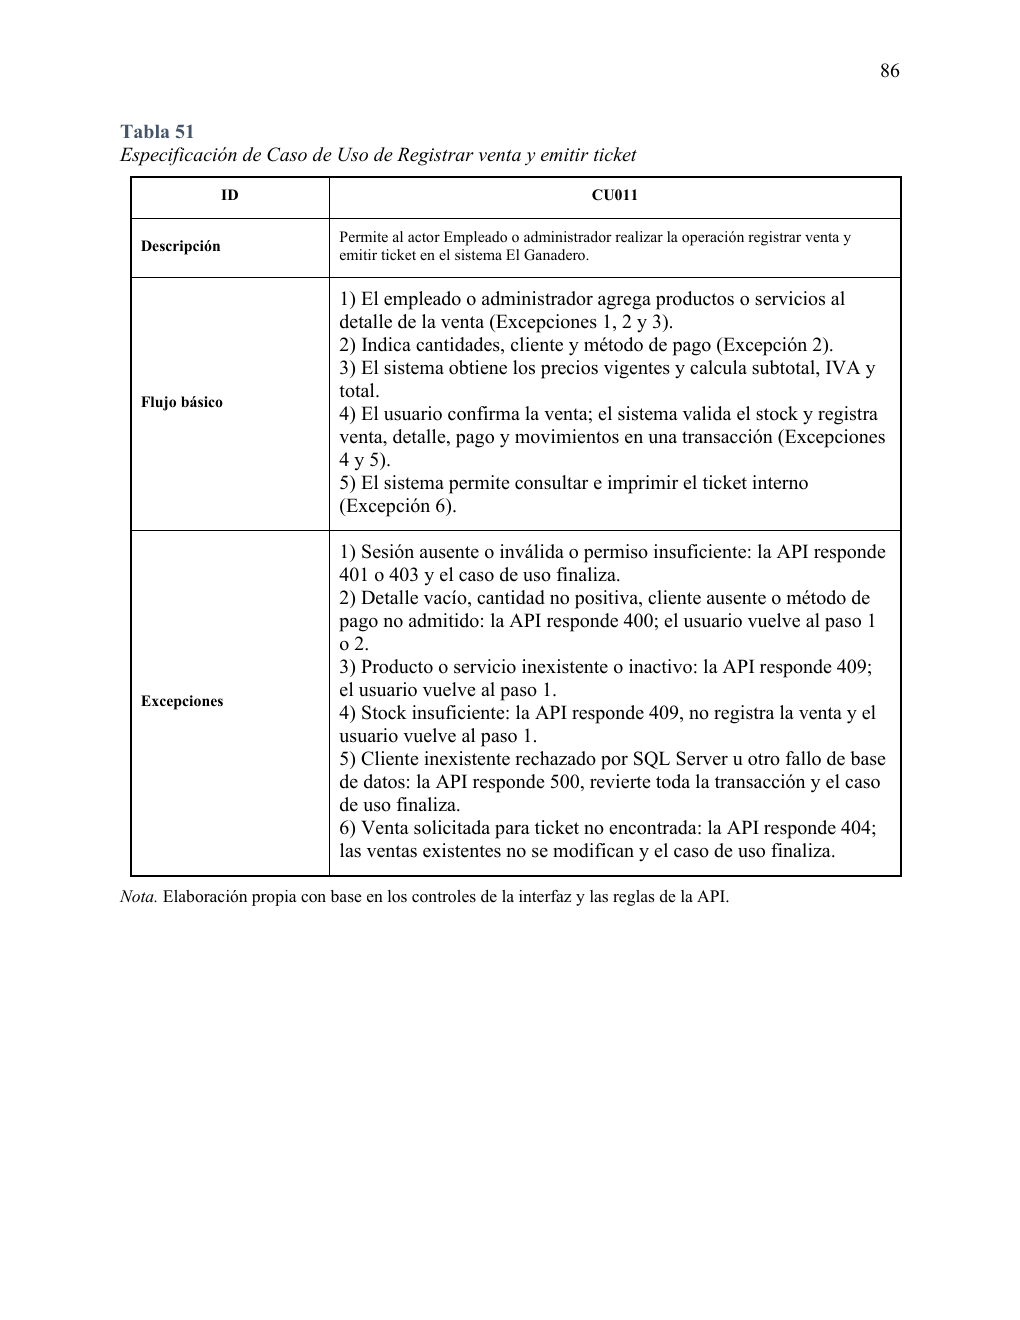 86
Tabla 51
Especificación de Caso de Uso de Registrar venta y emitir ticket
ID
CU011
Descripción
Permite al actor Empleado o administrador realizar la operación registrar venta y
emitir ticket en el sistema El Ganadero.
Flujo básico
1) El empleado o administrador agrega productos o servicios al
detalle de la venta (Excepciones 1, 2 y 3).
2) Indica cantidades, cliente y método de pago (Excepción 2).
3) El sistema obtiene los precios vigentes y calcula subtotal, IVA y
total.
4) El usuario confirma la venta; el sistema valida el stock y registra
venta, detalle, pago y movimientos en una transacción (Excepciones
4 y 5).
5) El sistema permite consultar e imprimir el ticket interno
(Excepción 6).
Excepciones
1) Sesión ausente o inválida o permiso insuficiente: la API responde
401 o 403 y el caso de uso finaliza.
2) Detalle vacío, cantidad no positiva, cliente ausente o método de
pago no admitido: la API responde 400; el usuario vuelve al paso 1
o 2.
3) Producto o servicio inexistente o inactivo: la API responde 409;
el usuario vuelve al paso 1.
4) Stock insuficiente: la API responde 409, no registra la venta y el
usuario vuelve al paso 1.
5) Cliente inexistente rechazado por SQL Server u otro fallo de base
de datos: la API responde 500, revierte toda la transacción y el caso
de uso finaliza.
6) Venta solicitada para ticket no encontrada: la API responde 404;
las ventas existentes no se modifican y el caso de uso finaliza.
Nota. Elaboración propia con base en los controles de la interfaz y las reglas de la API.